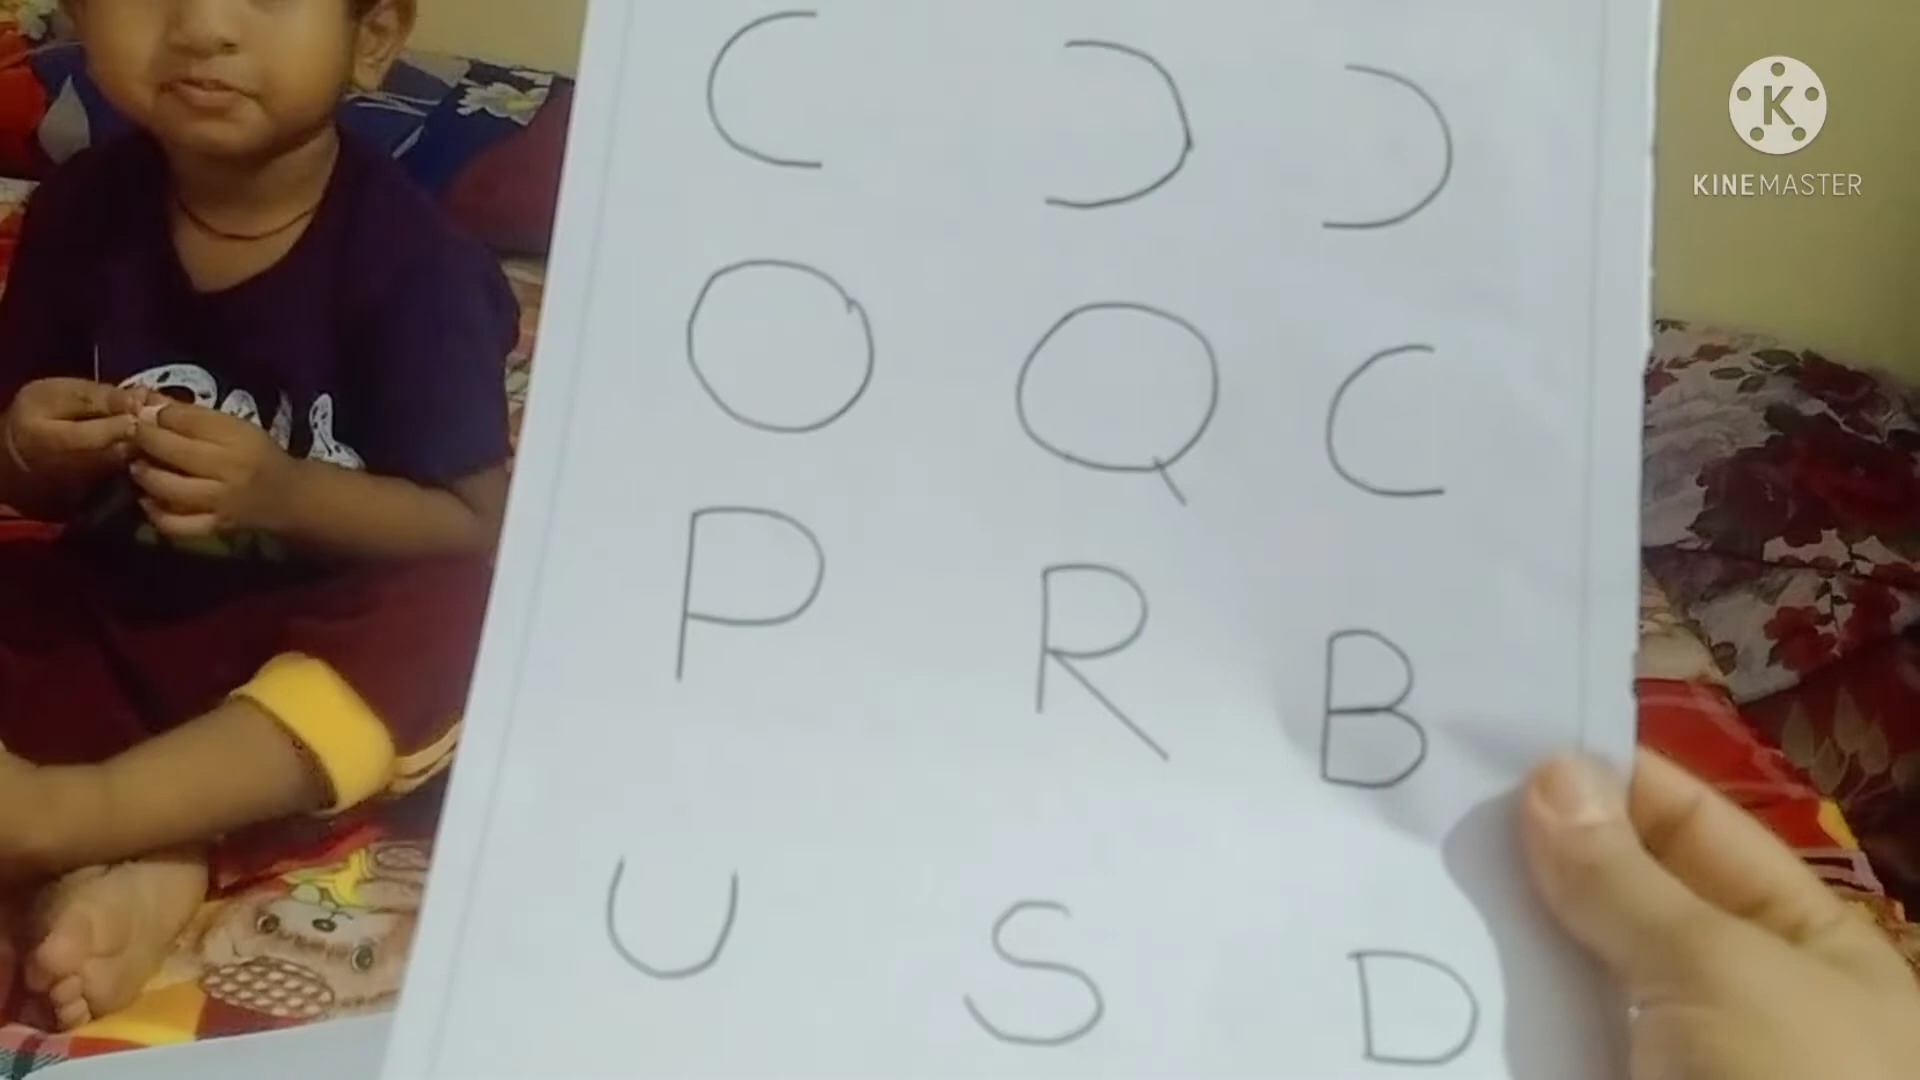 C Ɔ Ɔ
O Q C
P R B
U S D
K
KINEMASTER